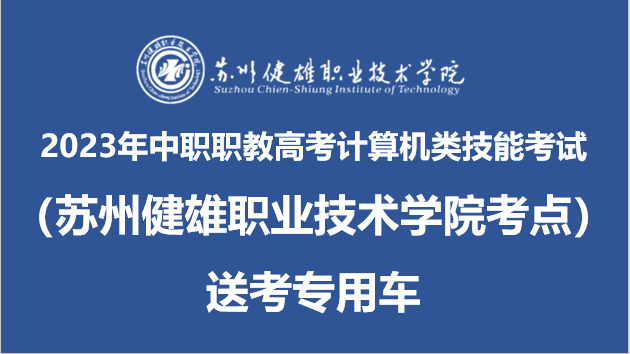 苏州健雄职业技术学院
Suzhou Chien-Shiung Institute of Technology
2023年中职职教高考计算机类技能考试
(苏州健雄职业技术学院考点)
送考专用车